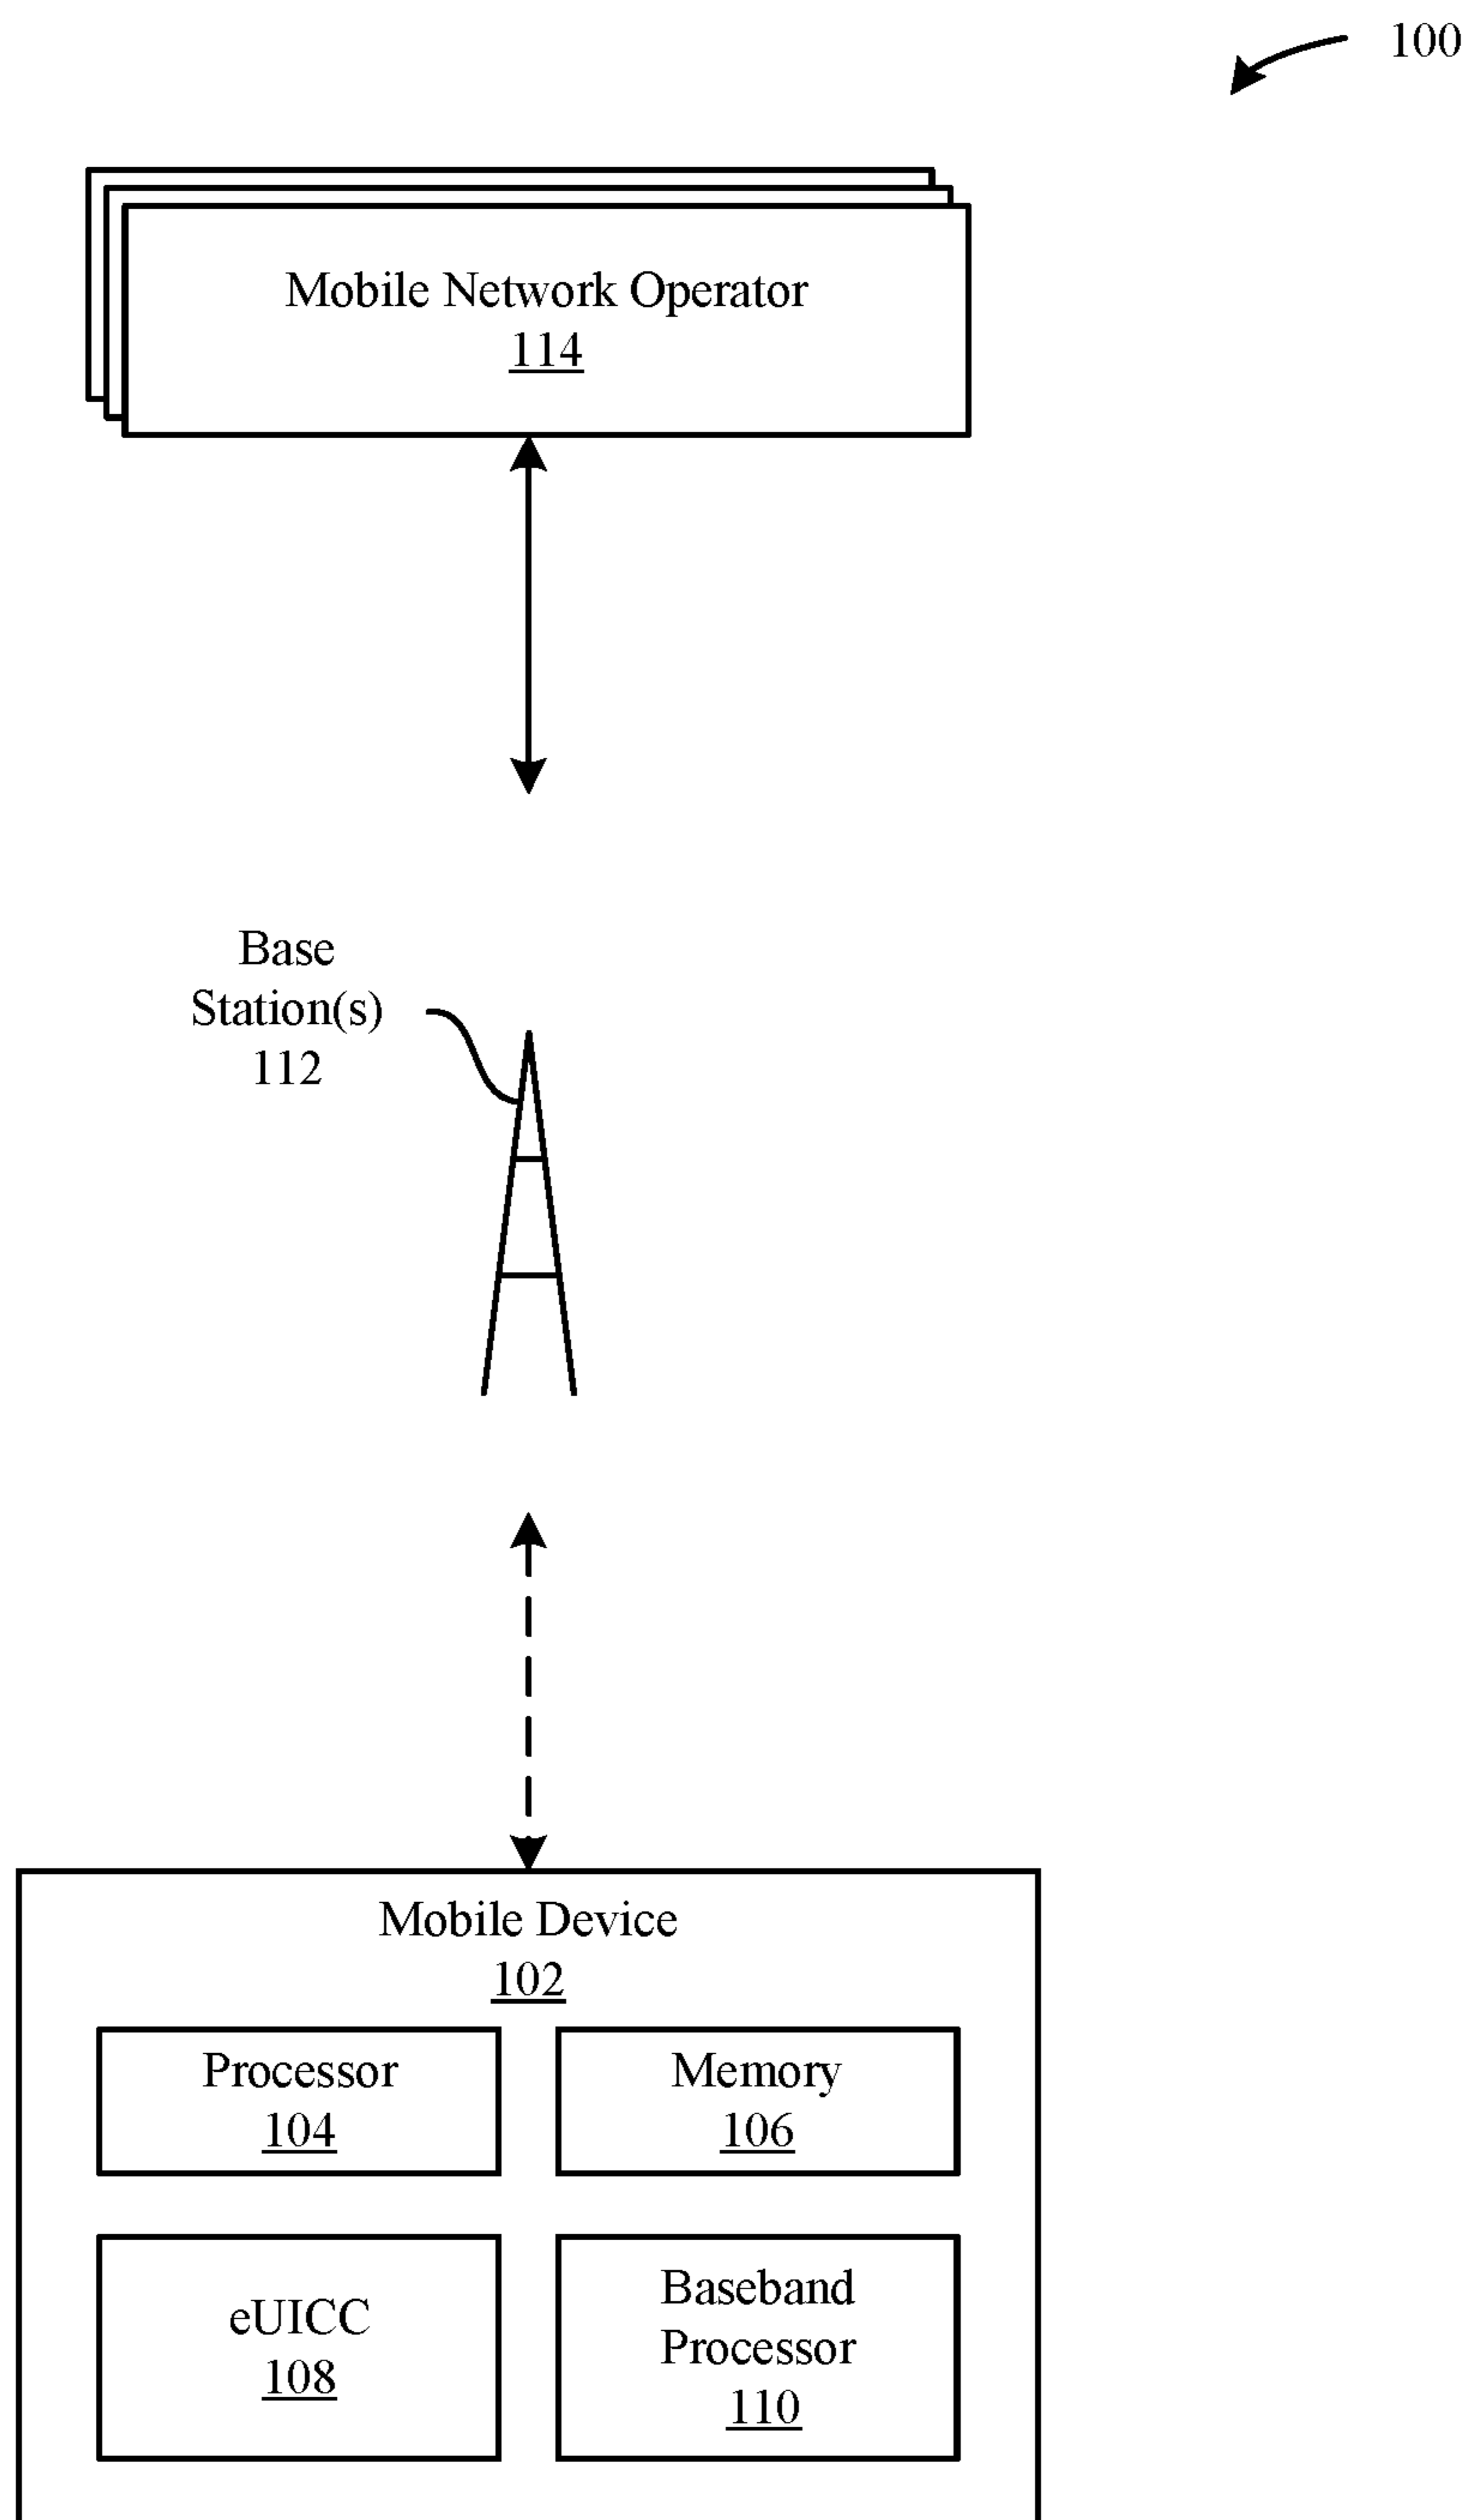 100
Mobile Network Operator
114
Base
Station(s)
112
Mobile Device
102
Processor
104
Memory
106
eUICC
108
Baseband
Processor
110